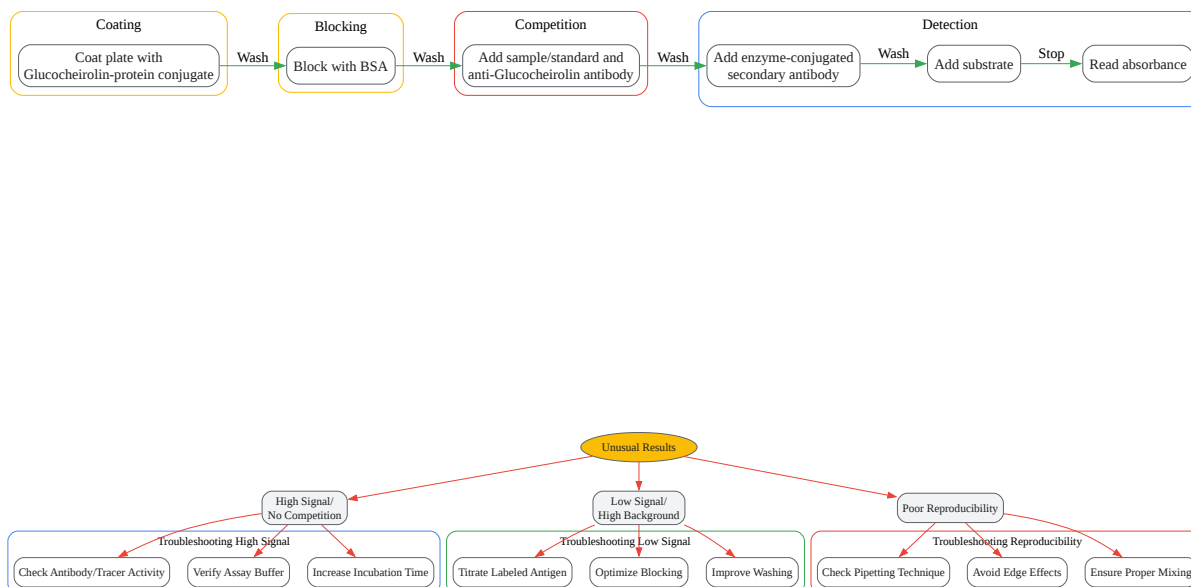 Coating
Blocking
Competition
Detection
Coat plate with
Glucocheirolin-protein conjugate
Wash
Block with BSA
Wash
Add sample/standard and
anti-Glucocheirolin antibody
Wash
Add enzyme-conjugated
secondary antibody
Wash
Add substrate
Stop
Read absorbance
Unusual Results
High Signal/
No Competition
Low Signal/
High Background
Poor Reproducibility
Troubleshooting High Signal
Troubleshooting Low Signal
Troubleshooting Reproducibility
Check Antibody/Tracer Activity
Verify Assay Buffer
Increase Incubation Time
Titrate Labeled Antigen
Optimize Blocking
Improve Washing
Check Pipetting Technique
Avoid Edge Effects
Ensure Proper Mixing